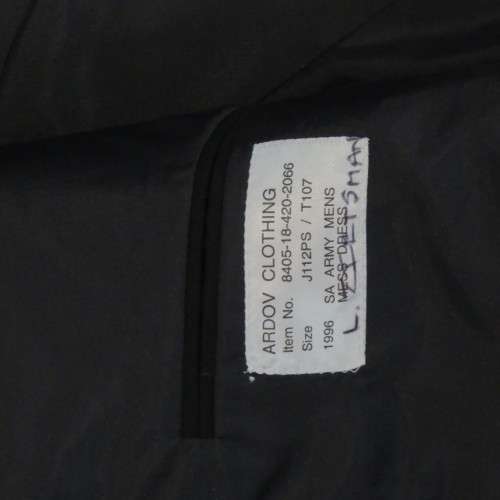 ARDOV CLOTHING
Item No. 8405-18-420-2066
Size J112PS / T107
1996 SA ARMY MENS
MESS DRESS
L.